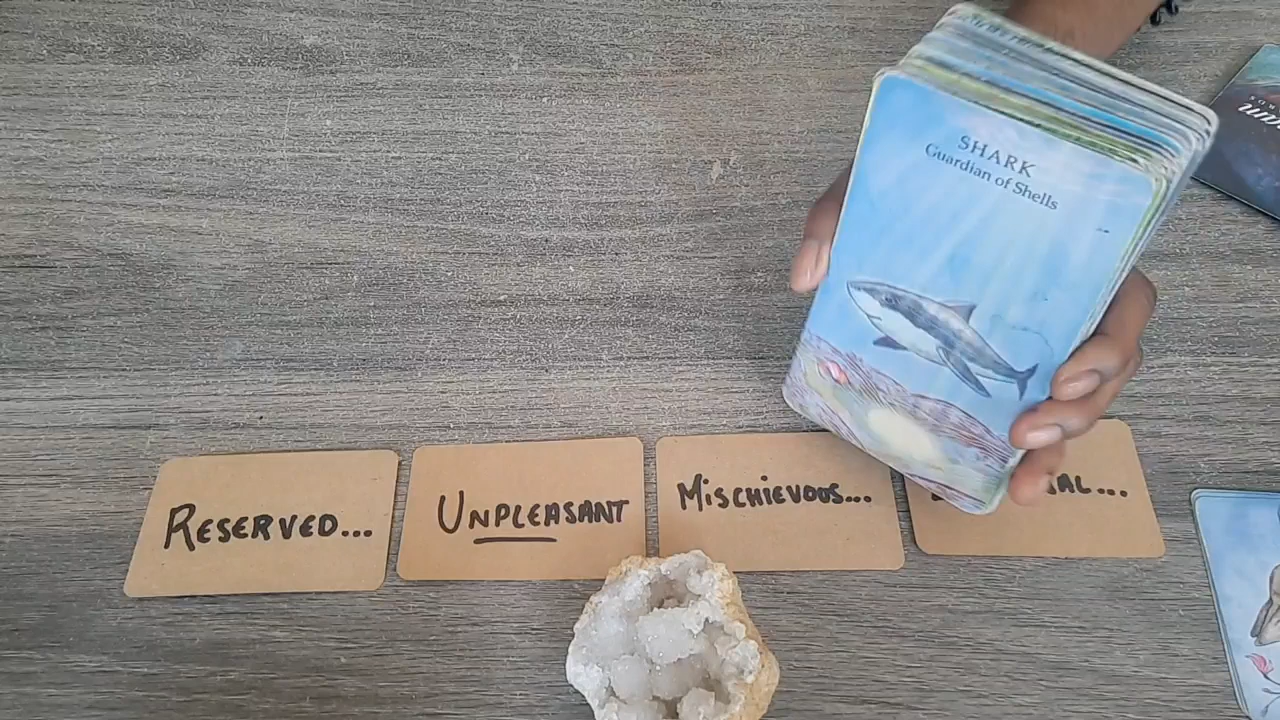 SHARK
Guardian of Shells
RESERVED...
UNPLEASANT
MISCHIEVOUS...